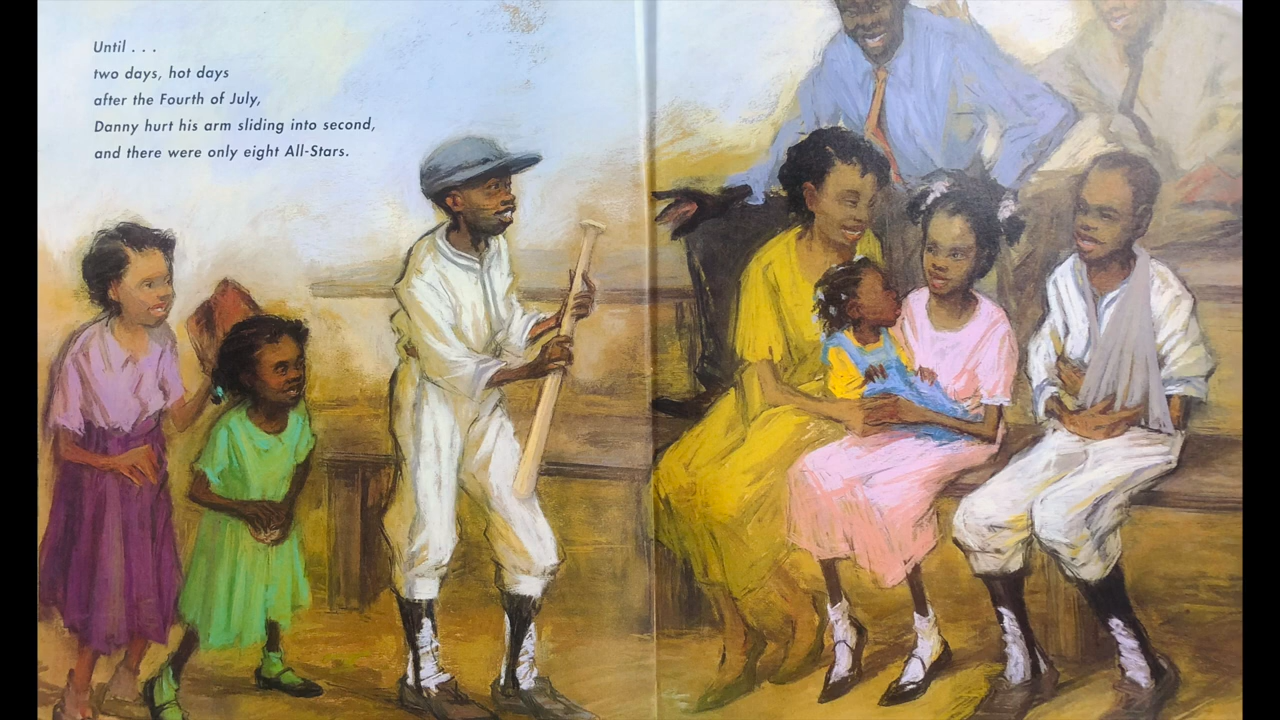 Until . . .
two days, hot days
after the Fourth of July,
Danny hurt his arm sliding into second,
and there were only eight All-Stars.